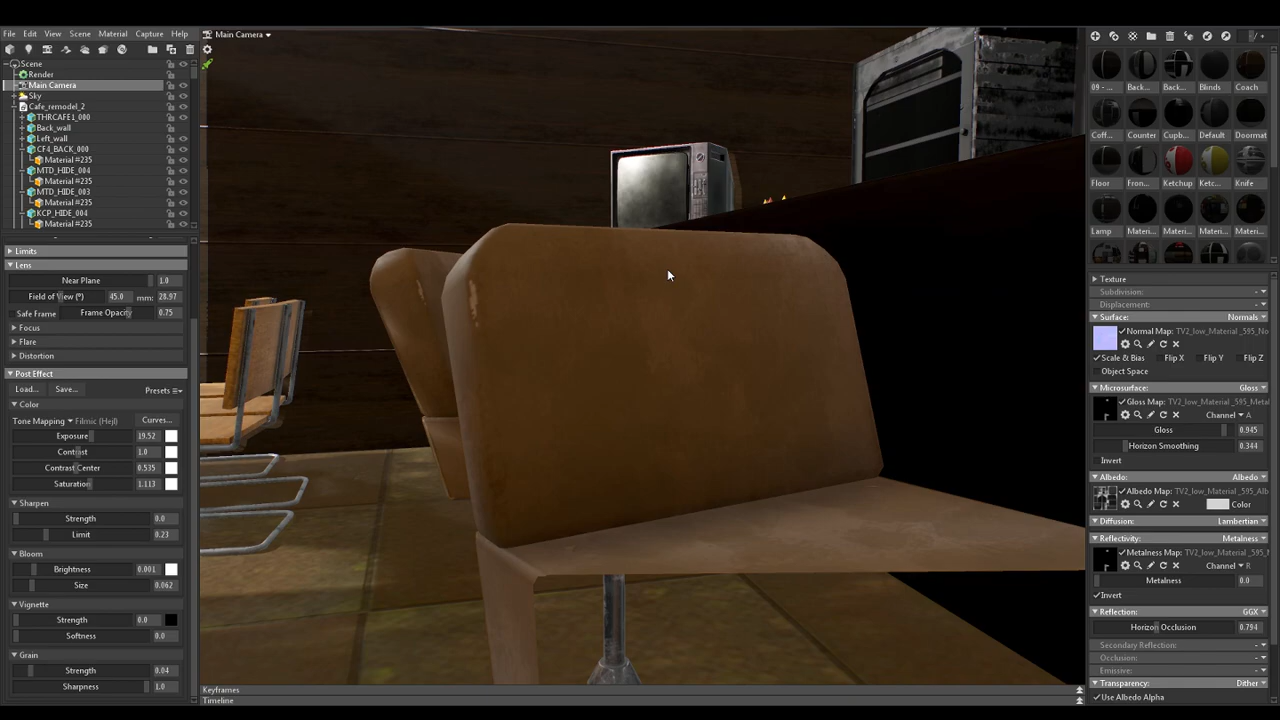 File Edit View Scene Material Capture Help
Main Camera
Scene
Render
Main Camera
Sky
Cafe_remodel_2
THRCAFE1_000
Back_wall
Left_wall
CF4_BACK_000
Material #235
MTD_HIDE_004
Material #235
MTD_HIDE_003
Material #235
KCP_HIDE_004
Material #235
Limits
Lens
Near Plane 1.0
Field of View (°) 45.0 mm: 28.97
Safe Frame Frame Opacity 0.75
Focus
Flare
Distortion
Post Effect
Load... Save... Presets
Color
Tone Mapping Filmic (Hejl) Curves...
Exposure 19.52
Contrast 1.0
Contrast Center 0.535
Saturation 1.113
Sharpen
Strength 0.0
Limit 0.23
Bloom
Brightness 0.001
Size 0.062
Vignette
Strength 0.0
Softness 0.0
Grain
Strength 0.04
Sharpness 1.0
Keyframes
Timeline
09 - ... Back... Back... Blinds Coach
Coff... Counter Cupb... Default Doormat
Floor Fron... Ketchup Ketc... Knife
Lamp Materi... Materi... Materi... Materi...
Texture
Subdivision: -
Displacement: -
Surface: Normals
Normal Map: TV2_low_Material _595_No
Scale & Bias Flip X Flip Y Flip Z
Object Space
Microsurface: Gloss
Gloss Map: TV2_low_Material _595_Metal
Channel A
Gloss 0.945
Horizon Smoothing 0.344
Invert
Albedo: Albedo
Albedo Map: TV2_low_Material _595_Alb
Color
Diffusion: Lambertian
Reflectivity: Metalness
Metalness Map: TV2_low_Material _595
Channel R
Metalness 0.0
Invert
Reflection: GGX
Horizon Occlusion 0.794
Secondary Reflection: -
Occlusion: -
Emissive: -
Transparency: Dither
Use Albedo Alpha